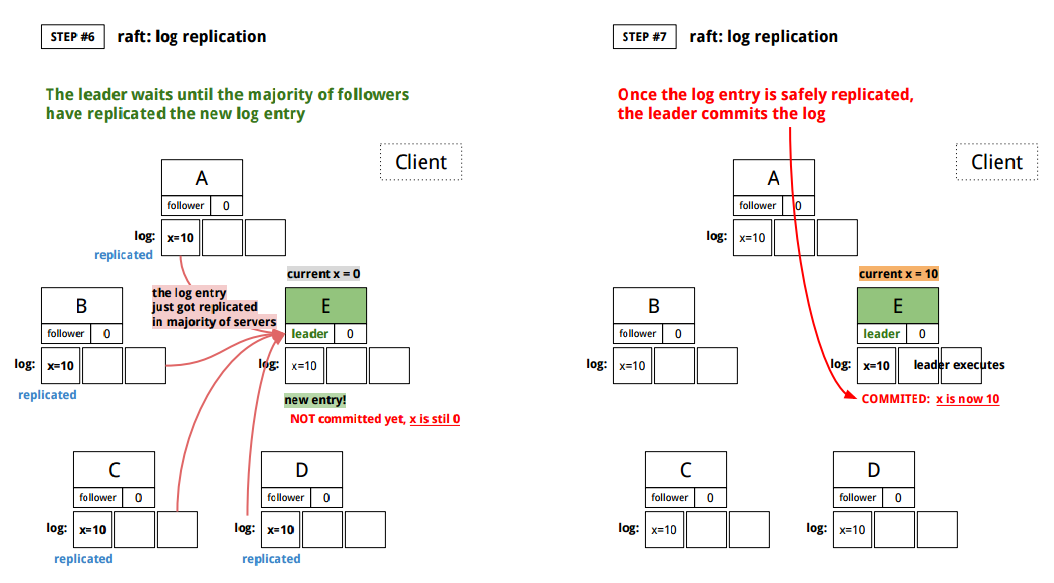 STEP #6 raft: log replication
The leader waits until the majority of followers
have replicated the new log entry
Client
A
follower 0
log: x=10
replicated
current x = 0
the log entry
just got replicated
in majority of servers
B
follower 0
log: x=10
replicated
E
leader 0
log: x=10
new entry!
NOT committed yet, x is stil 0
C
follower 0
log: x=10
replicated
D
follower 0
log: x=10
replicated
STEP #7 raft: log replication
Once the log entry is safely replicated,
the leader commits the log
Client
A
follower 0
log: x=10
current x = 10
B
follower 0
log: x=10
E
leader 0
log: x=10 leader executes
COMMITED: x is now 10
C
follower 0
log: x=10
D
follower 0
log: x=10